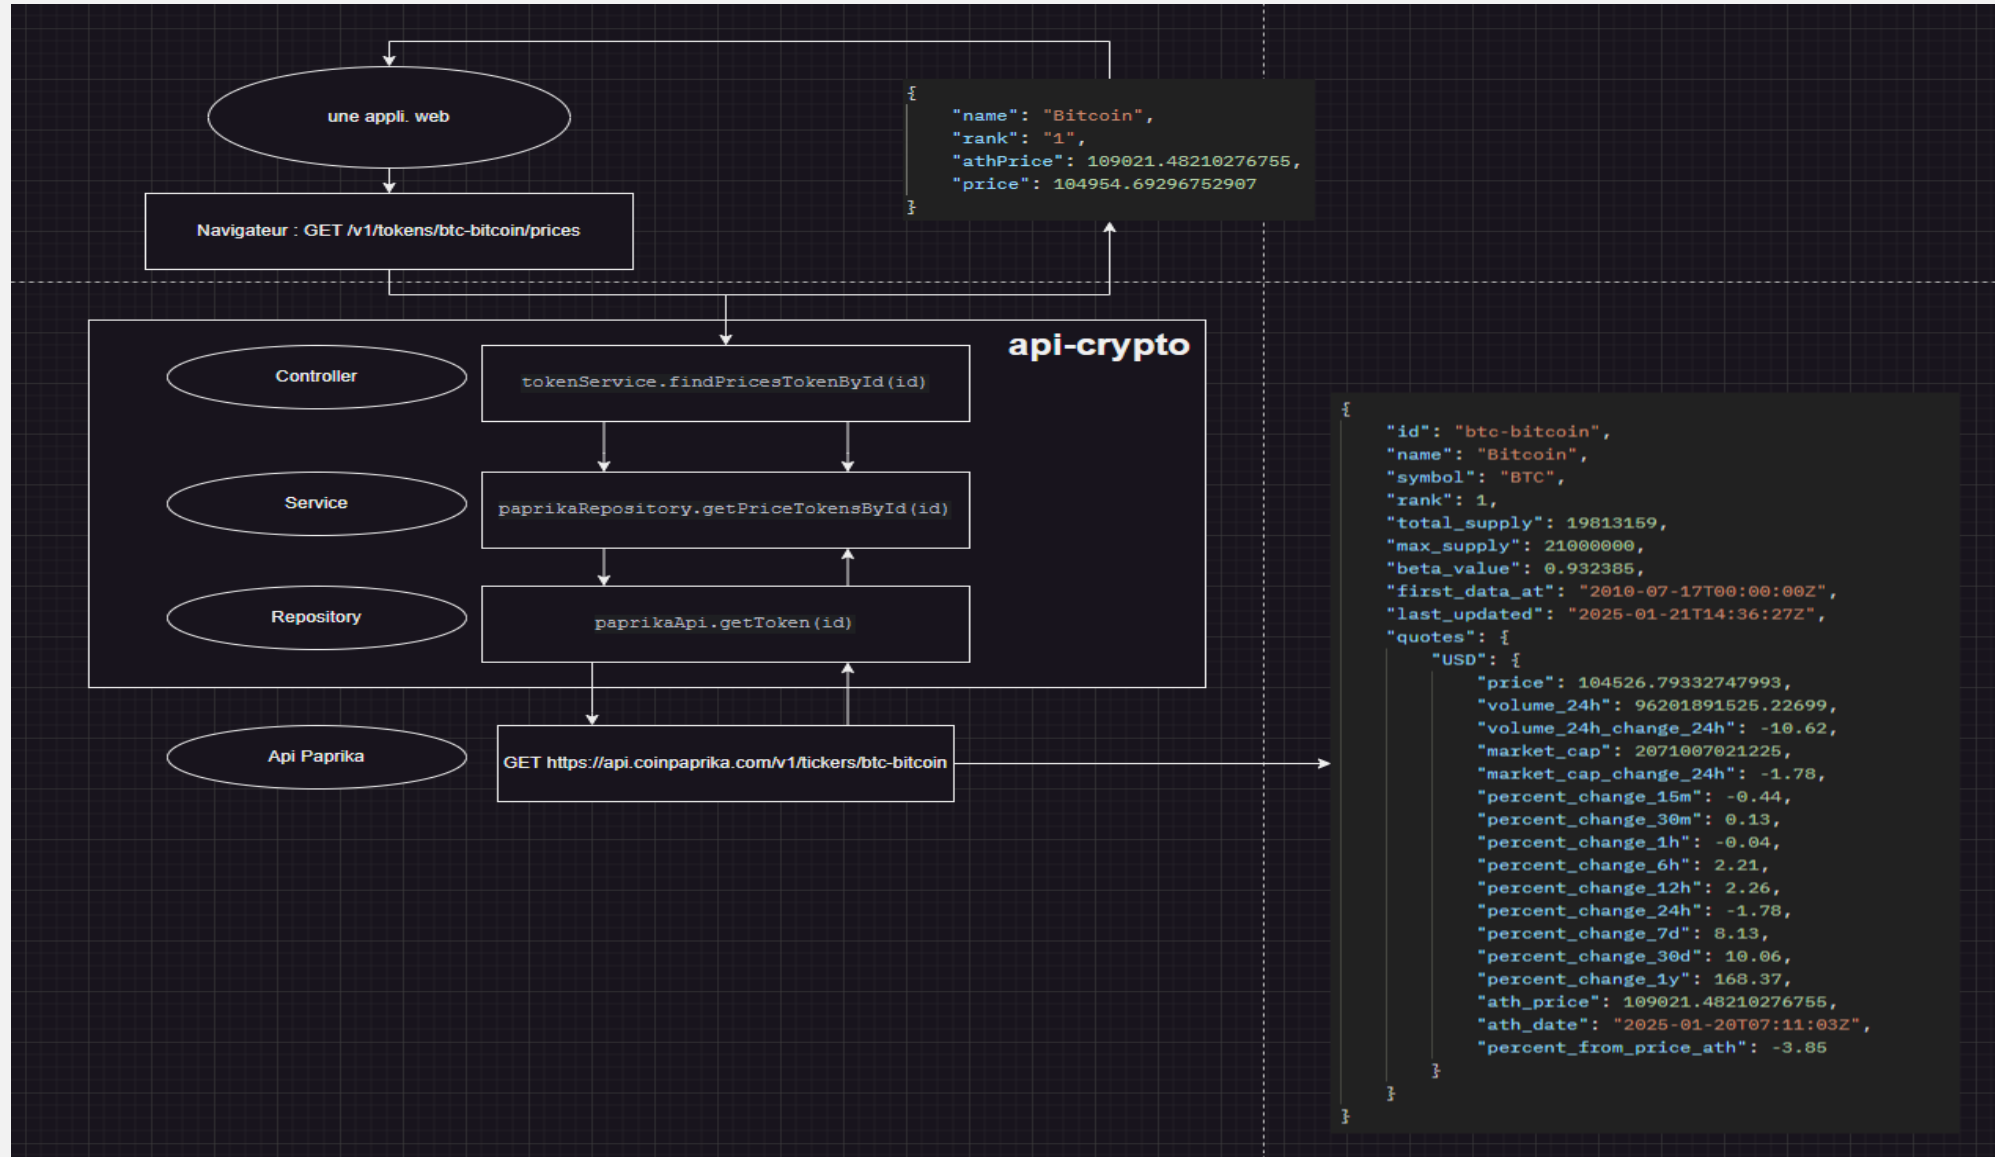 une appli. web
Navigateur : GET /v1/tokens/btc-bitcoin/prices
{
"name": "Bitcoin",
"rank": "1",
"athPrice": 109021.48210276755,
"price": 104954.69296752907
}
api-crypto
Controller
tokenService.findPricesTokenById(id)
Service
paprikaRepository.getPriceTokensById(id)
Repository
paprikaApi.getToken(id)
Api Paprika
GET https://api.coinpaprika.com/v1/tickers/btc-bitcoin
{
"id": "btc-bitcoin",
"name": "Bitcoin",
"symbol": "BTC",
"rank": 1,
"total_supply": 19813159,
"max_supply": 21000000,
"beta_value": 0.932385,
"first_data_at": "2010-07-17T00:00:00Z",
"last_updated": "2025-01-21T14:36:27Z",
"quotes": {
"USD": {
"price": 104526.79332747993,
"volume_24h": 96201891525.22699,
"volume_24h_change_24h": -10.62,
"market_cap": 2071007021225,
"market_cap_change_24h": -1.78,
"percent_change_15m": -0.44,
"percent_change_30m": 0.13,
"percent_change_1h": -0.04,
"percent_change_6h": 2.21,
"percent_change_12h": 2.26,
"percent_change_24h": -1.78,
"percent_change_7d": 8.13,
"percent_change_30d": 10.06,
"percent_change_1y": 168.37,
"ath_price": 109021.48210276755,
"ath_date": "2025-01-20T07:11:03Z",
"percent_from_price_ath": -3.85
}
}
}